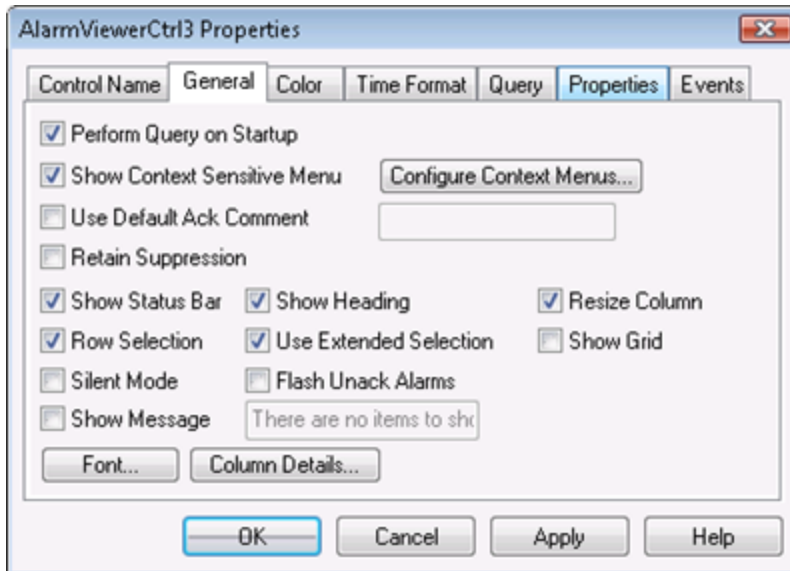 AlarmViewerCtrl3 Properties
Control Name General Color Time Format Query Properties Events
Perform Query on Startup
Show Context Sensitive Menu Configure Context Menus...
Use Default Ack Comment
Retain Suppression
Show Status Bar Show Heading Resize Column
Row Selection Use Extended Selection Show Grid
Silent Mode Flash Unack Alarms
Show Message There are no items to sho
Font... Column Details...
OK Cancel Apply Help